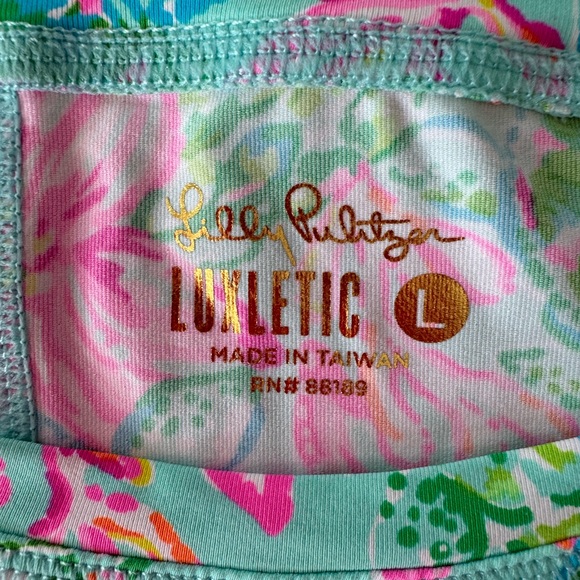 Lilly Pulitzer
LUXLETIC L
MADE IN TAIWAN
RN# 88189